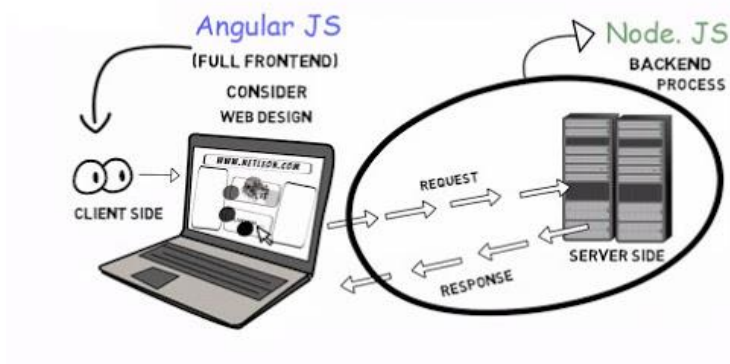 Angular JS
(FULL FRONTEND)
CONSIDER
WEB DESIGN
Node. JS
BACKEND
PROCESS
WWW.NETLSON.COM
CLIENT SIDE
REQUEST
RESPONSE
SERVER SIDE